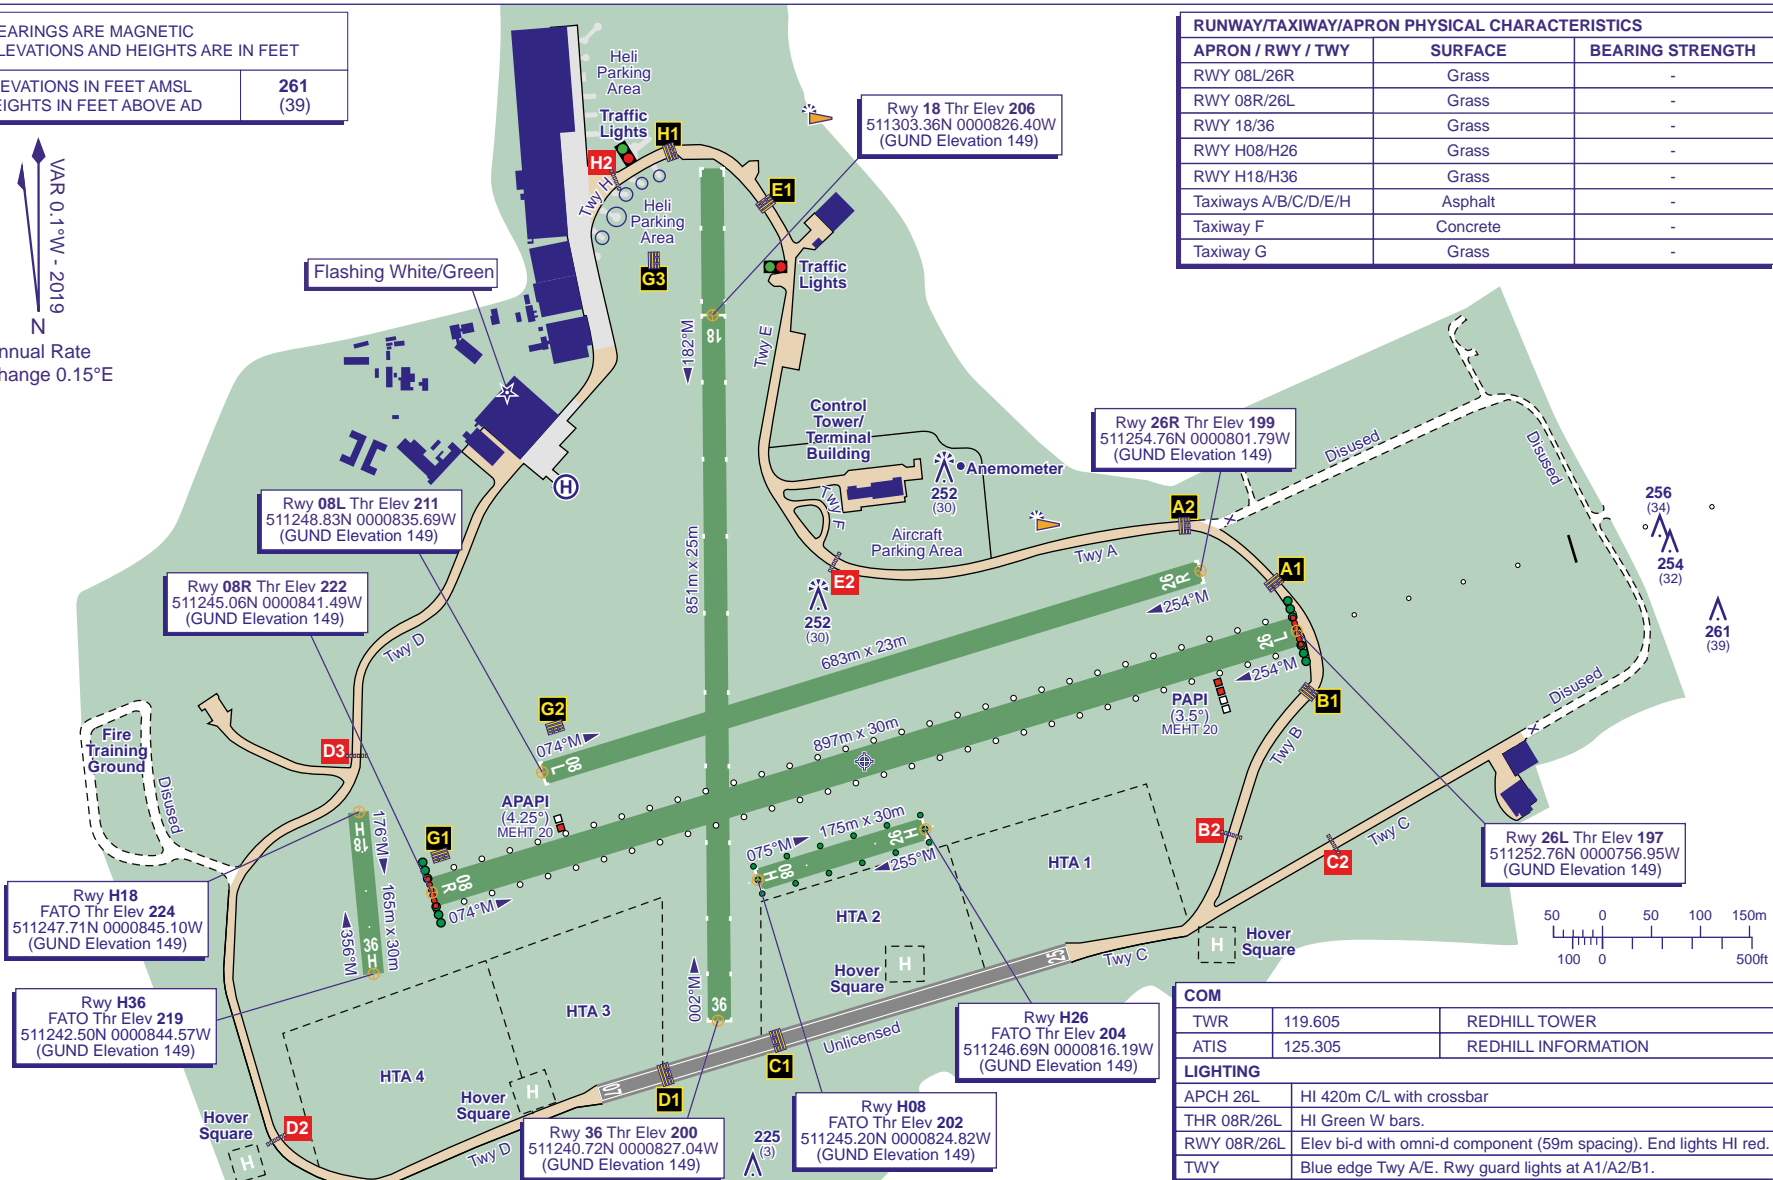 EARINGS ARE MAGNETIC
LEVATIONS AND HEIGHTS ARE IN FEET
EVATIONS IN FEET AMSL 261
EIGHTS IN FEET ABOVE AD (39)
VAR 0.1°W - 2019
N
nnual Rate
hange 0.15°E
RUNWAY/TAXIWAY/APRON PHYSICAL CHARACTERISTICS
APRON / RWY / TWY SURFACE BEARING STRENGTH
RWY 08L/26R Grass -
RWY 08R/26L Grass -
RWY 18/36 Grass -
RWY H08/H26 Grass -
RWY H18/H36 Grass -
Taxiways A/B/C/D/E/H Asphalt -
Taxiway F Concrete -
Taxiway G Grass -
Heli
Parking
Area
Traffic
Lights
H1
H2
Twy H
Heli
Parking
Area
G3
E1
Traffic
Lights
Rwy 18 Thr Elev 206
511303.36N 0000826.40W
(GUND Elevation 149)
Flashing White/Green
18
182°M
Twy E
H
Control
Tower/
Terminal
Building
Anemometer
252
(30)
Twy F
Aircraft
Parking Area
E2
252
(30)
Twy A
A2
A1
Rwy 26R Thr Elev 199
511254.76N 0000801.79W
(GUND Elevation 149)
Disused
Disused
X
256
(34)
254
(32)
261
(39)
Rwy 08L Thr Elev 211
511248.83N 0000835.69W
(GUND Elevation 149)
Rwy 08R Thr Elev 222
511245.06N 0000841.49W
(GUND Elevation 149)
851m x 25m
26
R
254°M
683m x 23m
26
L
254°M
PAPI
(3.5°)
MEHT 20
B1
Disused
X
Twy D
Fire
Training
Ground
Disused
D3
G2
074°M
08
L
897m x 30m
APAPI
(4.25°)
MEHT 20
Twy B
H
18
176°M
165m x 30m
356°M
36
H
G1
08
R
074°M
175m x 30m
075°M
26
H
255°M
08
H
HTA 1
HTA 2
B2
C2
Twy C
Rwy 26L Thr Elev 197
511252.76N 0000756.95W
(GUND Elevation 149)
Rwy H18
FATO Thr Elev 224
511247.71N 0000845.10W
(GUND Elevation 149)
Rwy H36
FATO Thr Elev 219
511242.50N 0000844.57W
(GUND Elevation 149)
HTA 3
HTA 4
002°M
36
Hover
Square
H
25
Twy C
H
Hover
Square
50 0 50 100 150m
100 0 500ft
Unlicensed
C1
D1
07
H
Hover
Square
Hover
Square
H
D2
Twy D
Rwy 36 Thr Elev 200
511240.72N 0000827.04W
(GUND Elevation 149)
225
(3)
Rwy H08
FATO Thr Elev 202
511245.20N 0000824.82W
(GUND Elevation 149)
Rwy H26
FATO Thr Elev 204
511246.69N 0000816.19W
(GUND Elevation 149)
COM
TWR 119.605 REDHILL TOWER
ATIS 125.305 REDHILL INFORMATION
LIGHTING
APCH 26L HI 420m C/L with crossbar
THR 08R/26L HI Green W bars.
RWY 08R/26L Elev bi-d with omni-d component (59m spacing). End lights HI red.
TWY Blue edge Twy A/E. Rwy guard lights at A1/A2/B1.